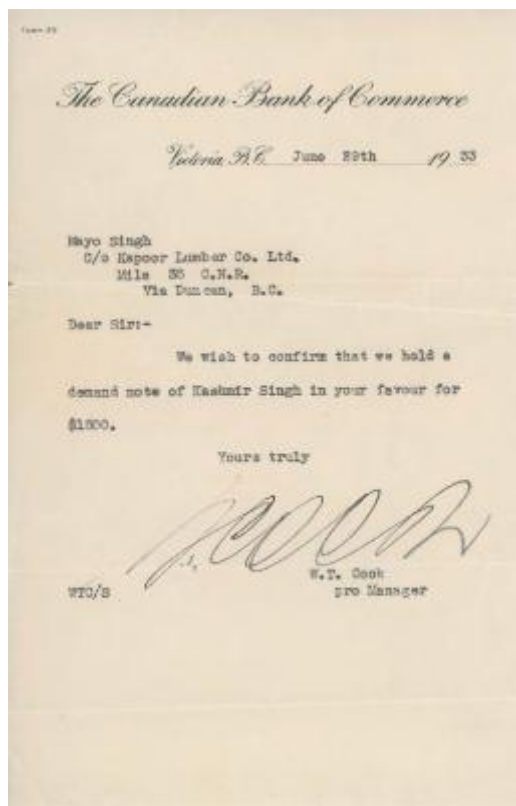 The Canadian Bank of Commerce
Victoria, B.C. June 29th 1933
Mayo Singh
C/o Kapoor Lumber Co. Ltd.
Mile 35 C.N.R.
Via Duncan, B.C.
Dear Sir:-
We wish to confirm that we hold a
demand note of Kashmir Singh in your favour for
$1500.
Yours truly
W.T. Cook
WTC/S pro Manager